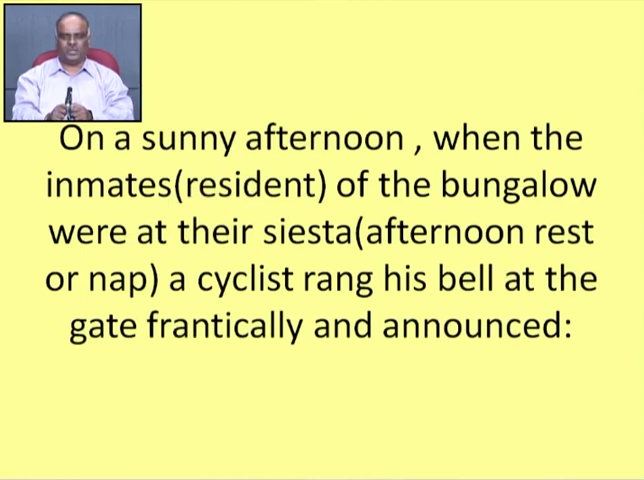 On a sunny afternoon , when the
inmates(resident) of the bungalow
were at their siesta(afternoon rest
or nap) a cyclist rang his bell at the
gate frantically and announced: